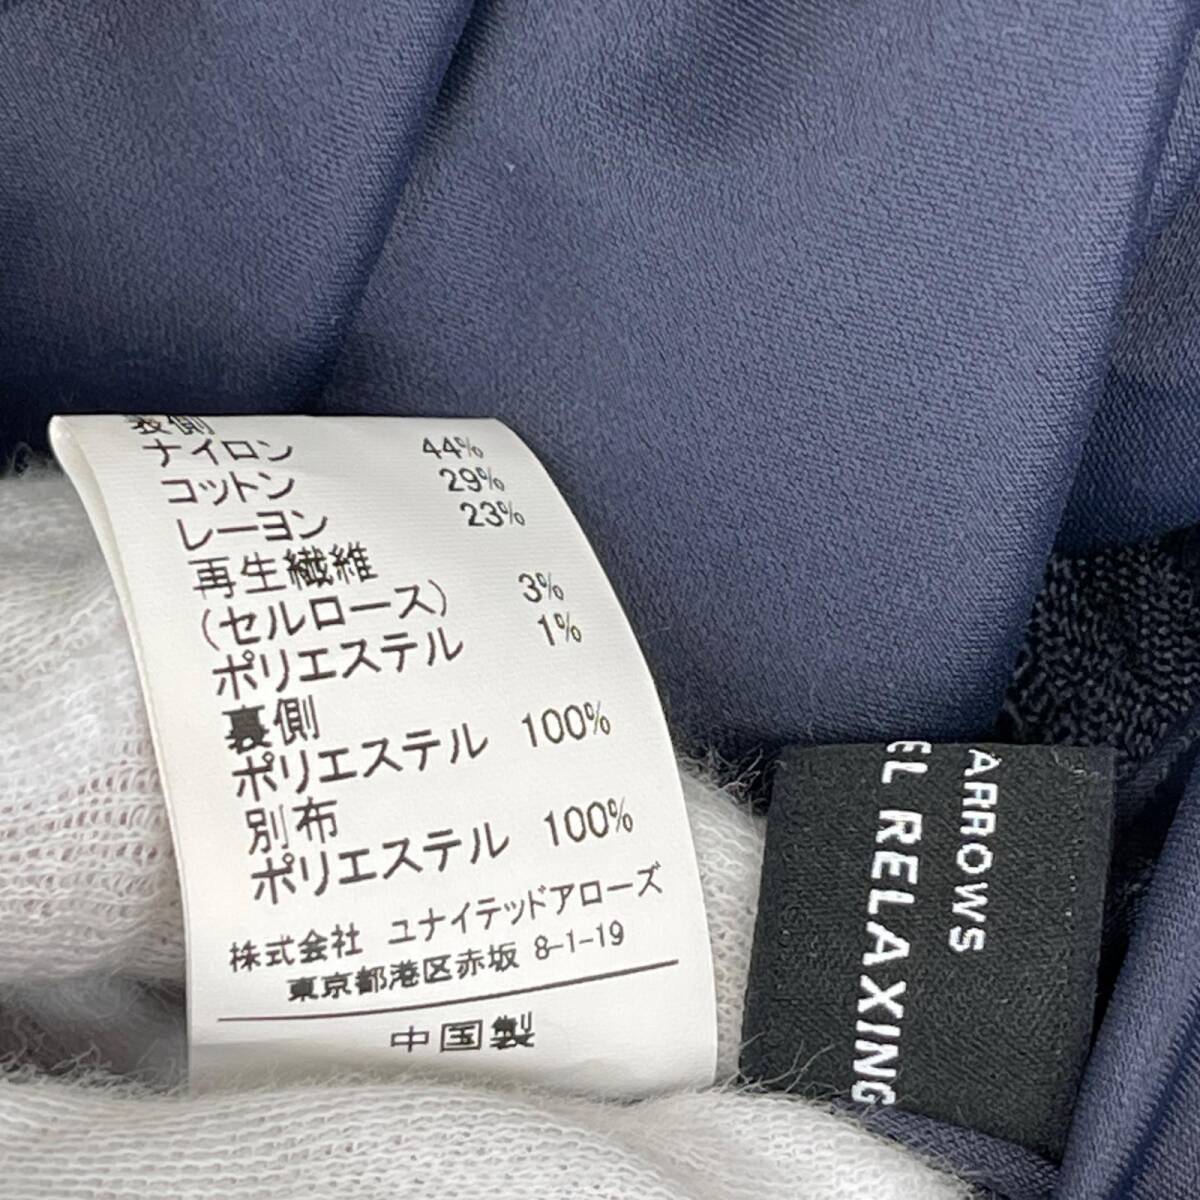 表側
ナイロン 44%
コットン 29%
レーヨン 23%
再生繊維
(セルロース) 3%
ポリエステル 1%
裏側
ポリエステル 100%
別布
ポリエステル 100%
株式会社 ユナイテッドアローズ
東京都港区赤坂 8-1-19
中国製
ARROWS
EL RELAXING